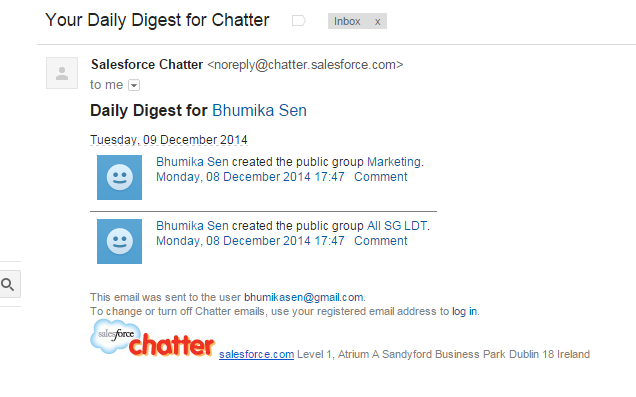 Your Daily Digest for Chatter Inbox x
Salesforce Chatter <noreply@chatter.salesforce.com>
to me
Daily Digest for Bhumika Sen
Tuesday, 09 December 2014
Bhumika Sen created the public group Marketing.
Monday, 08 December 2014 17:47 Comment
Bhumika Sen created the public group All SG LDT.
Monday, 08 December 2014 17:47 Comment
This email was sent to the user bhumikasen@gmail.com.
To change or turn off Chatter emails, use your registered email address to log in.
salesforce
chatter salesforce.com Level 1, Atrium A Sandyford Business Park Dublin 18 Ireland